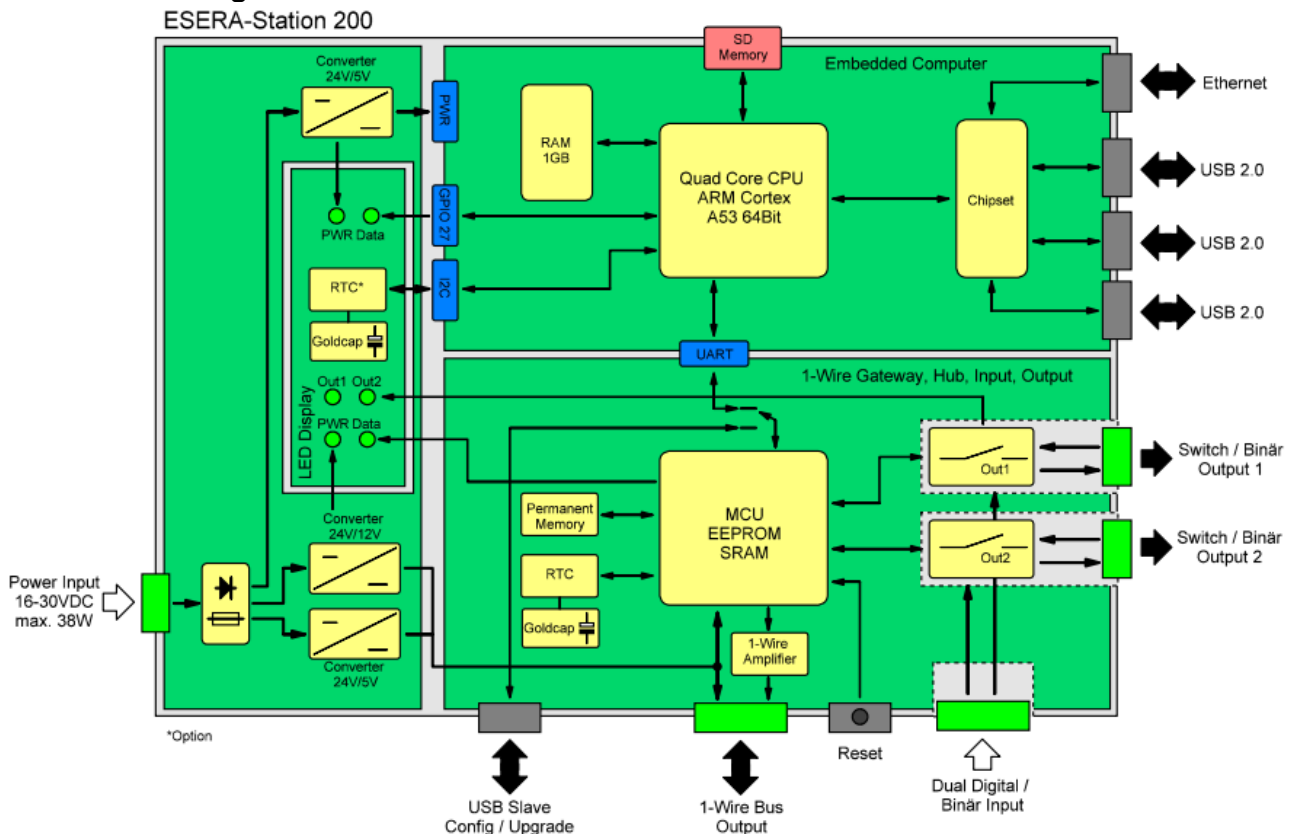 ESERA-Station 200
Converter
24V/5V
PWR
SD
Memory
Embedded Computer
Ethernet
RAM
1GB
Quad Core CPU
ARM Cortex
A53 64Bit
Chipset
USB 2.0
USB 2.0
USB 2.0
GPIO 27
PWR Data
I2C
RTC*
Goldcap
UART
1-Wire Gateway, Hub, Input, Output
Out1 Out2
PWR Data
LED Display
Out1
Switch / Binär
Output 1
Permanent
Memory
MCU
EEPROM
SRAM
Out2
Switch / Binär
Output 2
Converter
24V/12V
RTC
Goldcap
Power Input
16-30VDC
max. 38W
1-Wire
Amplifier
Converter
24V/5V
*Option
Reset
USB Slave
Config / Upgrade
1-Wire Bus
Output
Dual Digital /
Binär Input